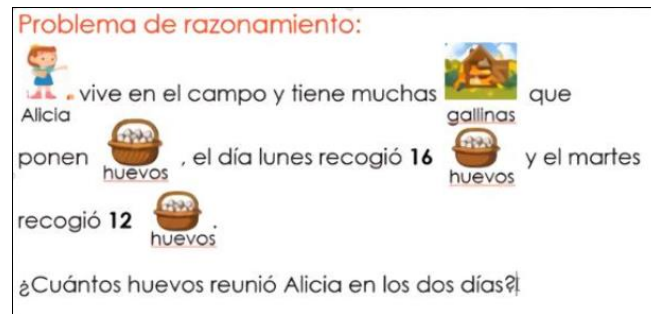 Problema de razonamiento:
vive en el campo y tiene muchas que
Alicia gallinas
ponen , el día lunes recogió 16 y el martes
huevos huevos
recogió 12 .
huevos
¿Cuántos huevos reunió Alicia en los dos días?